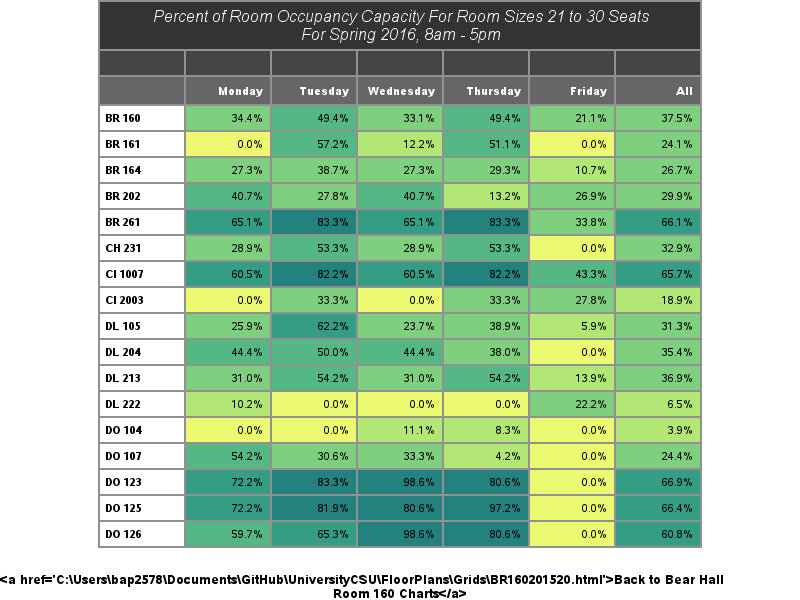 Percent of Room Occupancy Capacity For Room Sizes 21 to 30 Seats
For Spring 2016, 8am - 5pm
Monday Tuesday Wednesday Thursday Friday All
BR 160 34.4% 49.4% 33.1% 49.4% 21.1% 37.5%
BR 161 0.0% 57.2% 12.2% 51.1% 0.0% 24.1%
BR 164 27.3% 38.7% 27.3% 29.3% 10.7% 26.7%
BR 202 40.7% 27.8% 40.7% 13.2% 26.9% 29.9%
BR 261 65.1% 83.3% 65.1% 83.3% 33.8% 66.1%
CH 231 28.9% 53.3% 28.9% 53.3% 0.0% 32.9%
CI 1007 60.5% 82.2% 60.5% 82.2% 43.3% 65.7%
CI 2003 0.0% 33.3% 0.0% 33.3% 27.8% 18.9%
DL 105 25.9% 62.2% 23.7% 38.9% 5.9% 31.3%
DL 204 44.4% 50.0% 44.4% 38.0% 0.0% 35.4%
DL 213 31.0% 54.2% 31.0% 54.2% 13.9% 36.9%
DL 222 10.2% 0.0% 0.0% 0.0% 22.2% 6.5%
DO 104 0.0% 0.0% 11.1% 8.3% 0.0% 3.9%
DO 107 54.2% 30.6% 33.3% 4.2% 0.0% 24.4%
DO 123 72.2% 83.3% 98.6% 80.6% 0.0% 66.9%
DO 125 72.2% 81.9% 80.6% 97.2% 0.0% 66.4%
DO 126 59.7% 65.3% 98.6% 80.6% 0.0% 60.8%
<a href='C:\Users\bap2578\Documents\GitHub\UniversityCSU\FloorPlans\Grids\BR160201520.html'>Back to Bear Hall
Room 160 Charts</a>